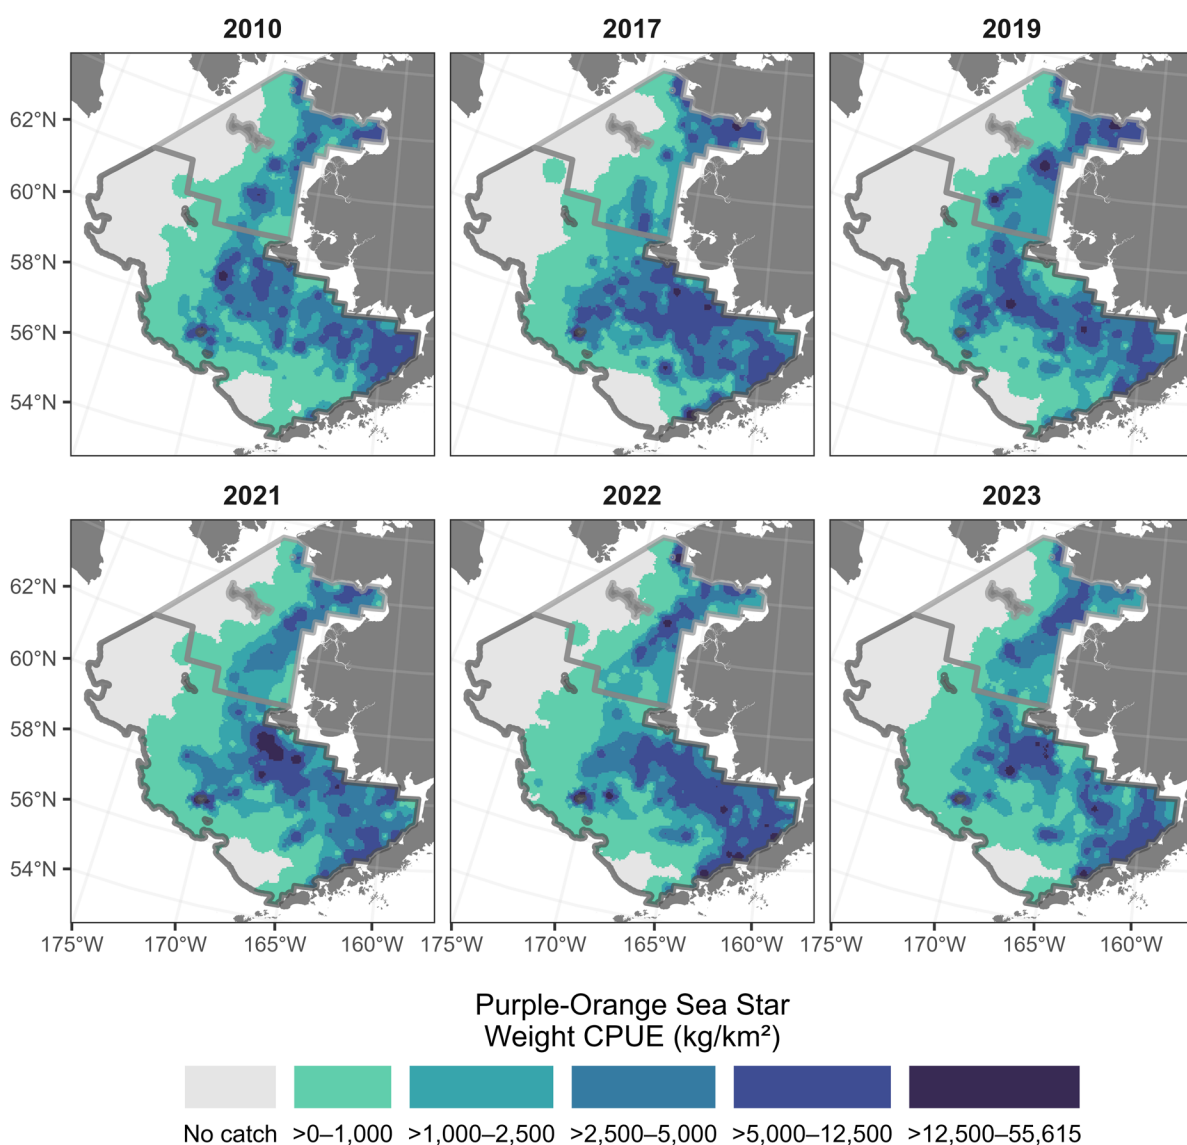 2010 2017 2019
62°N
60°N
58°N
56°N
54°N
2021 2022 2023
62°N
60°N
58°N
56°N
54°N
175°W 170°W 165°W 160°W 175°W 170°W 165°W 160°W 175°W 170°W 165°W 160°W
Purple-Orange Sea Star
Weight CPUE (kg/km²)
No catch >0–1,000 >1,000–2,500 >2,500–5,000 >5,000–12,500 >12,500–55,615